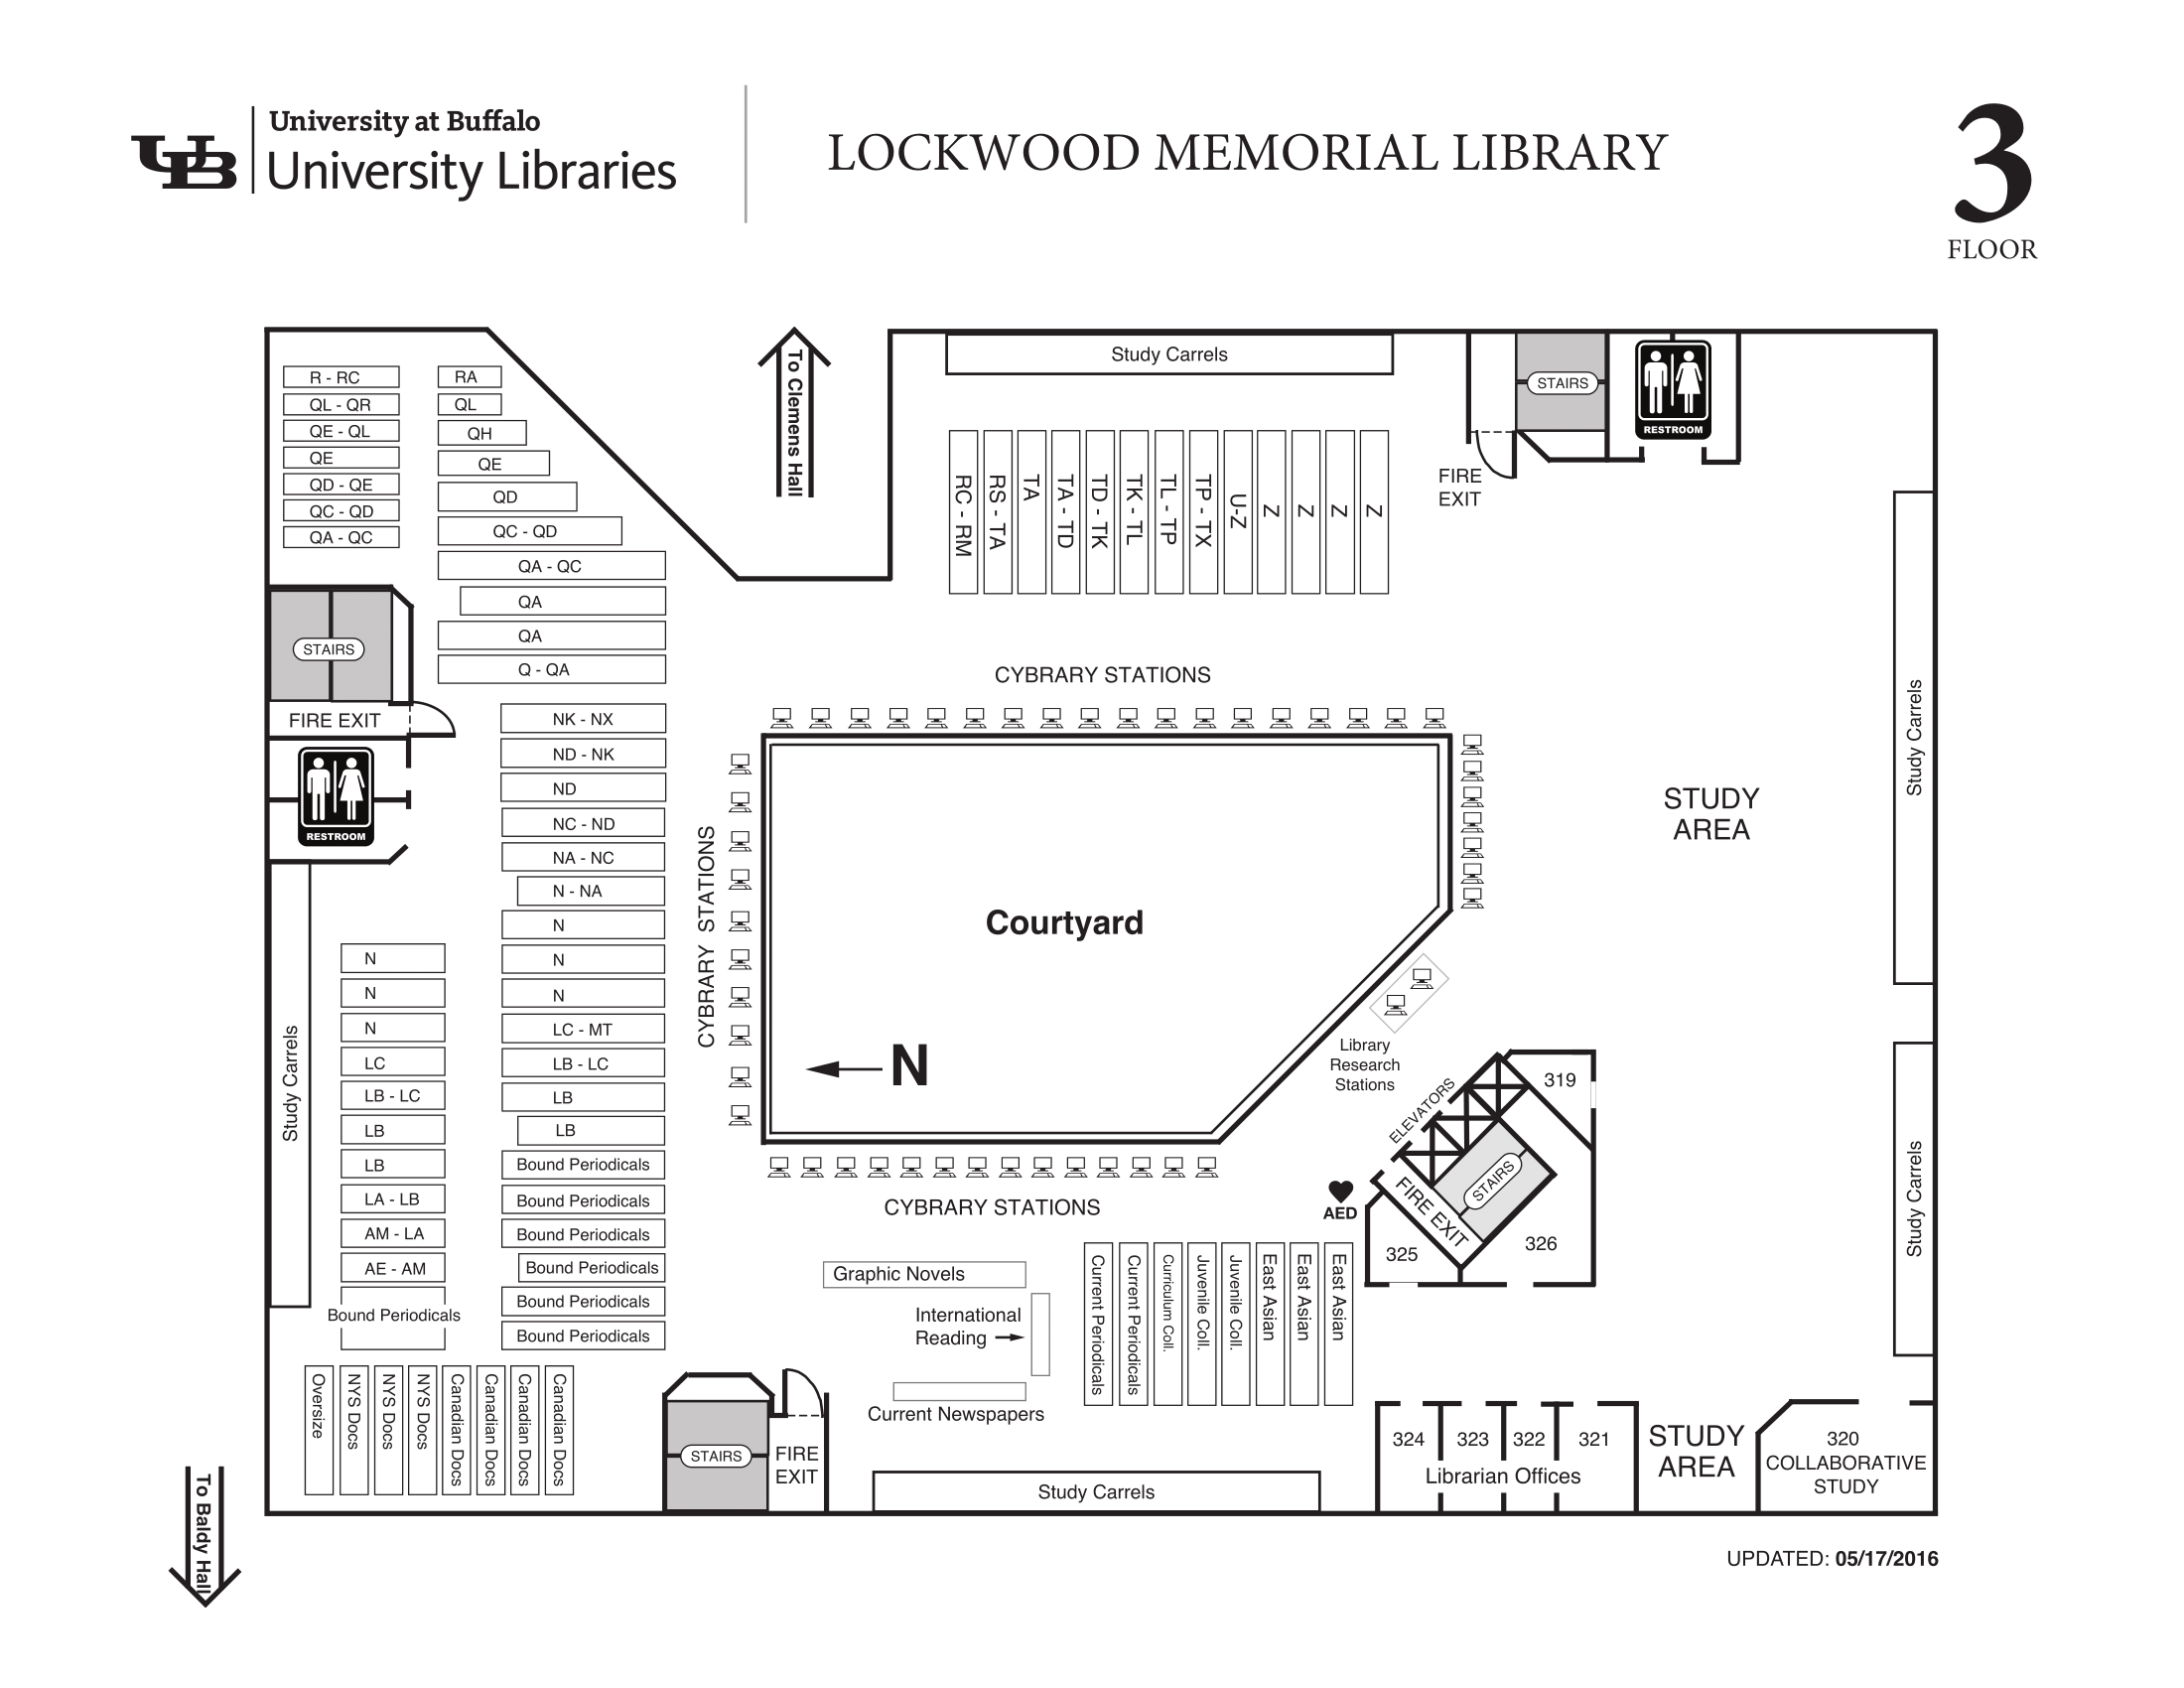 University at Buffalo
University Libraries
LOCKWOOD MEMORIAL LIBRARY
3
FLOOR
UB
R - RC
QL - QR
QE - QL
QE
QD - QE
QC - QD
QA - QC
RA
QL
QH
QE
QD
QC - QD
QA - QC
QA
QA
Q - QA
To Clemens Hall
Study Carrels
RC - RM
RS - TA
TA
TA - TD
TD - TK
TK - TL
TL - TP
TP - TX
U-Z
Z
Z
Z
Z
STAIRS
RESTROOM
FIRE
EXIT
STAIRS
FIRE EXIT
RESTROOM
NK - NX
ND - NK
ND
NC - ND
NA - NC
N - NA
N
N
N
LC - MT
LB - LC
LB
LB
Bound Periodicals
Bound Periodicals
Bound Periodicals
Bound Periodicals
Bound Periodicals
Bound Periodicals
Study Carrels
N
N
N
LC
LB - LC
LB
LB
LA - LB
AM - LA
AE - AM
Bound Periodicals
CYBRARY STATIONS
CYBRARY STATIONS
Courtyard
N
CYBRARY STATIONS
STUDY
AREA
Study Carrels
Study Carrels
Library
Research
Stations
ELEVATORS
319
STAIRS
FIRE EXIT
325
326
AED
Graphic Novels
International
Reading
Current Newspapers
Current Periodicals
Current Periodicals
Curriculum Coll.
Juvenile Coll.
Juvenile Coll.
East Asian
East Asian
East Asian
Oversize
NYS Docs
NYS Docs
NYS Docs
Canadian Docs
Canadian Docs
Canadian Docs
Canadian Docs
STAIRS
FIRE
EXIT
Study Carrels
324
323
322
321
Librarian Offices
STUDY
AREA
320
COLLABORATIVE
STUDY
To Baldy Hall
UPDATED: 05/17/2016